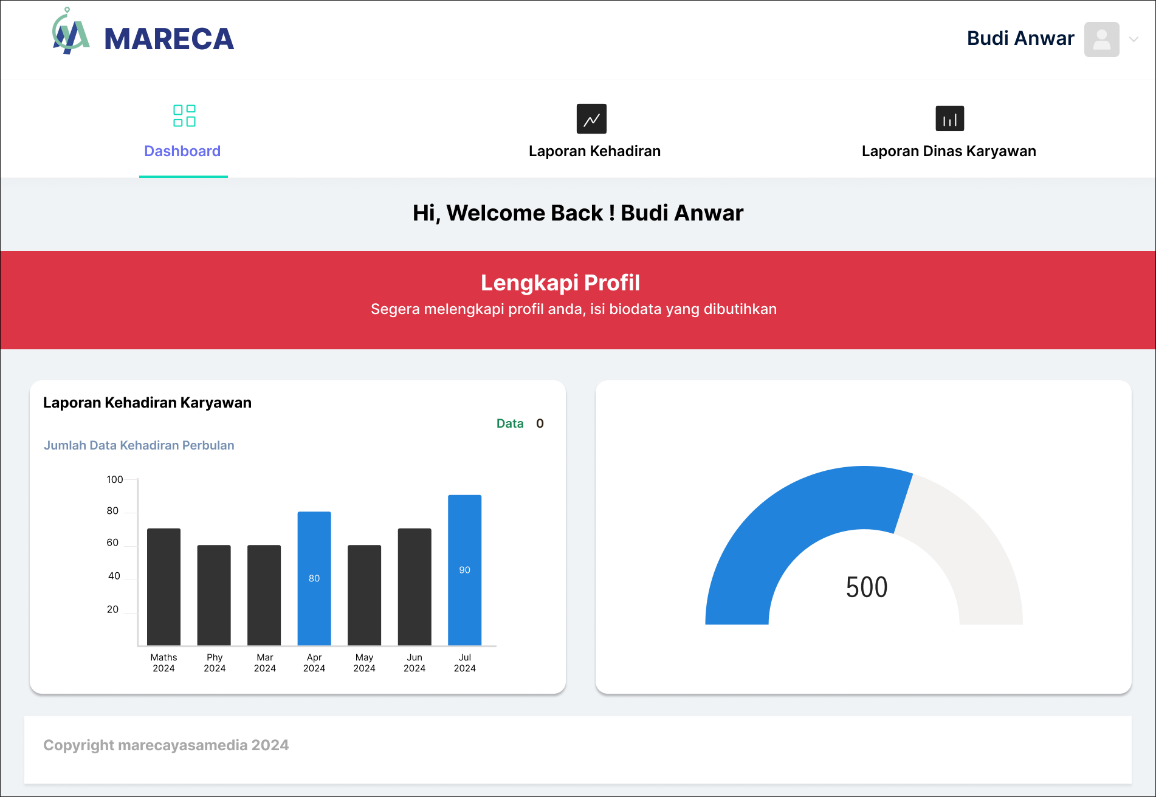 MARECA
Budi Anwar
Dashboard
Laporan Kehadiran
Laporan Dinas Karyawan
Hi, Welcome Back ! Budi Anwar
Lengkapi Profil
Segera melengkapi profil anda, isi biodata yang dibutihkan
Laporan Kehadiran Karyawan
Data 0
Jumlah Data Kehadiran Perbulan
100
80
60
40
20
80
90
Maths Phy Mar Apr May Jun Jul
2024 2024 2024 2024 2024 2024 2024
500
Copyright marecayasamedia 2024